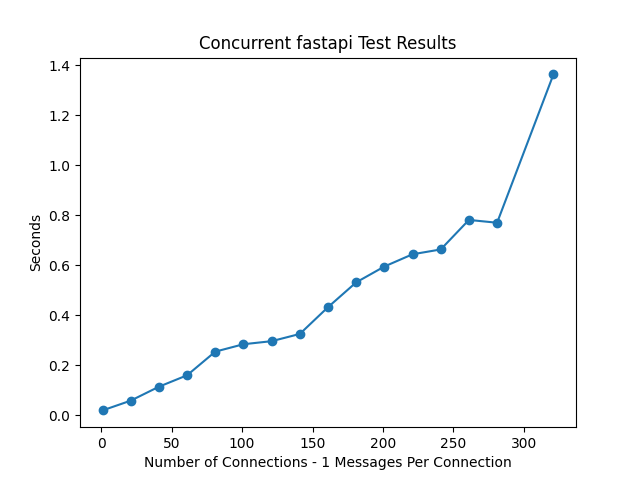 Concurrent fastapi Test Results
1.4
1.2
1.0
0.8
0.6
0.4
0.2
0.0
Seconds
0 50 100 150 200 250 300
Number of Connections - 1 Messages Per Connection